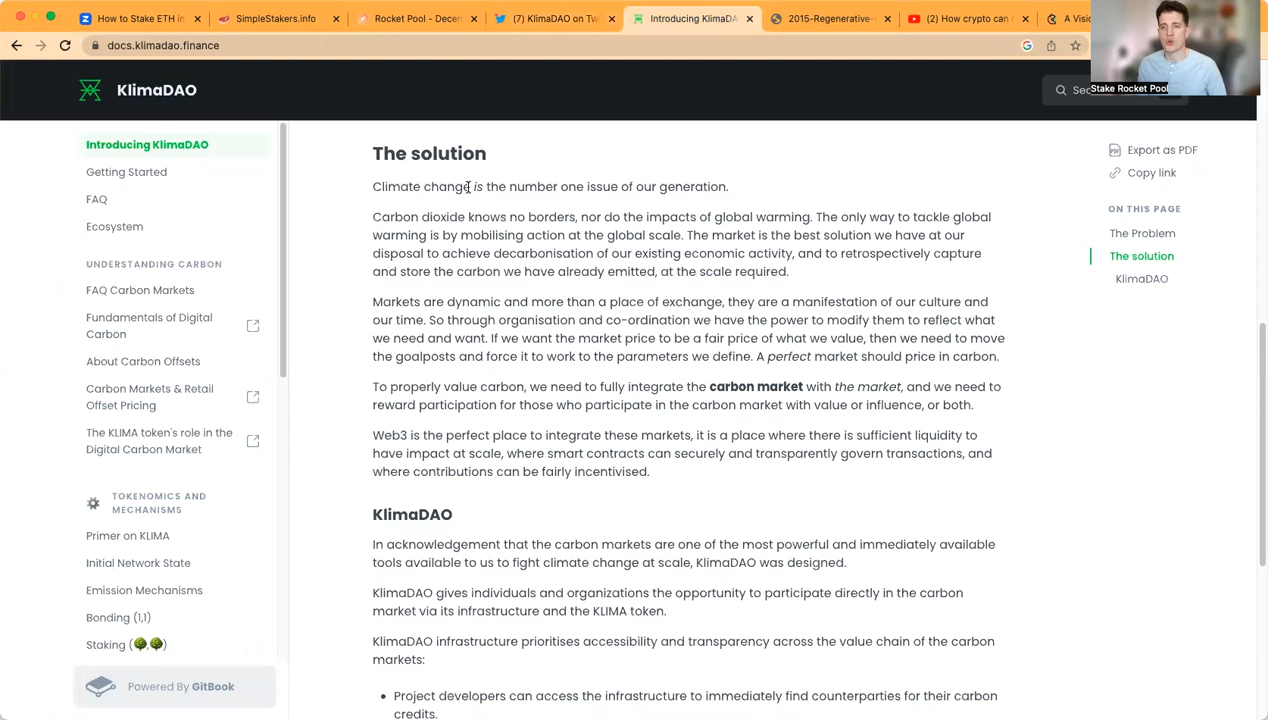 How to Stake ETH in
SimpleStakers.info
Rocket Pool - Decen
(7) KlimaDAO on Tw
Introducing KlimaDA
2015-Regenerative-
(2) How crypto can
A Visi
docs.klimadao.finance
Stake Rocket Pool
KlimaDAO
Introducing KlimaDAO
Getting Started
FAQ
Ecosystem
UNDERSTANDING CARBON
FAQ Carbon Markets
Fundamentals of Digital
Carbon
About Carbon Offsets
Carbon Markets & Retail
Offset Pricing
The KLIMA token's role in the
Digital Carbon Market
TOKENOMICS AND
MECHANISMS
Primer on KLIMA
Initial Network State
Emission Mechanisms
Bonding (1,1)
Staking (🌳,🌳)
Powered By GitBook
The solution
Climate change is the number one issue of our generation.
Carbon dioxide knows no borders, nor do the impacts of global warming. The only way to tackle global
warming is by mobilising action at the global scale. The market is the best solution we have at our
disposal to achieve decarbonisation of our existing economic activity, and to retrospectively capture
and store the carbon we have already emitted, at the scale required.
Markets are dynamic and more than a place of exchange, they are a manifestation of our culture and
our time. So through organisation and co-ordination we have the power to modify them to reflect what
we need and want. If we want the market price to be a fair price of what we value, then we need to move
the goalposts and force it to work to the parameters we define. A perfect market should price in carbon.
To properly value carbon, we need to fully integrate the carbon market with the market, and we need to
reward participation for those who participate in the carbon market with value or influence, or both.
Web3 is the perfect place to integrate these markets, it is a place where there is sufficient liquidity to
have impact at scale, where smart contracts can securely and transparently govern transactions, and
where contributions can be fairly incentivised.
KlimaDAO
In acknowledgement that the carbon markets are one of the most powerful and immediately available
tools available to us to fight climate change at scale, KlimaDAO was designed.
KlimaDAO gives individuals and organizations the opportunity to participate directly in the carbon
market via its infrastructure and the KLIMA token.
KlimaDAO infrastructure prioritises accessibility and transparency across the value chain of the carbon
markets:
• Project developers can access the infrastructure to immediately find counterparties for their carbon
credits.
Export as PDF
Copy link
ON THIS PAGE
The Problem
The solution
KlimaDAO